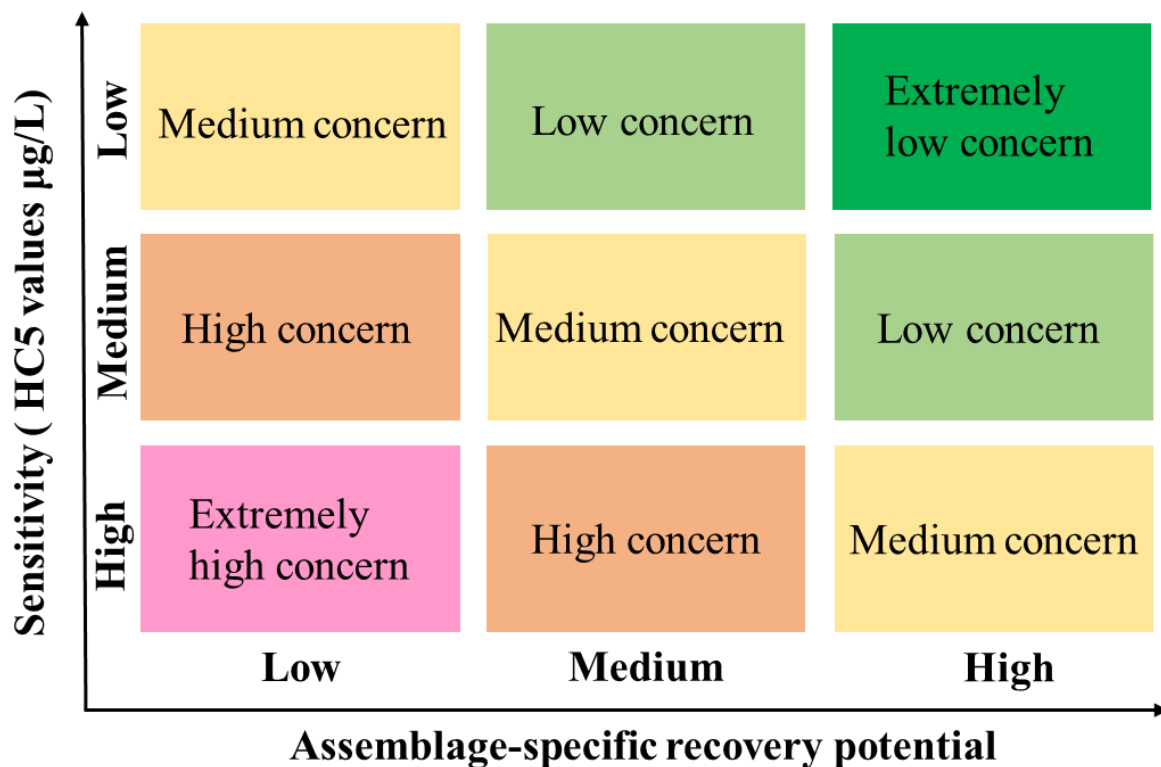 Sensitivity ( HC5 values µg/L)
Low
Medium concern
Low concern
Extremely
low concern
Medium
High concern
Medium concern
Low concern
High
Extremely
high concern
High concern
Medium concern
Low
Medium
High
Assemblage-specific recovery potential